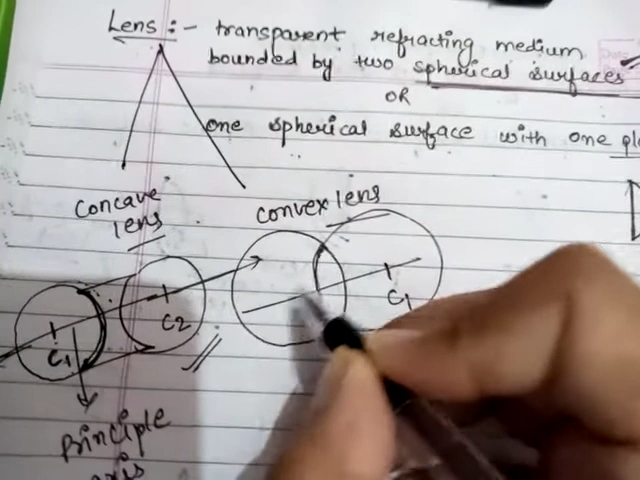 Lens :- transparent refracting medium
bounded by two spherical surfaces
OR
one spherical surface with one
concave
lens
convex lens
C1
C2
C1
Principle